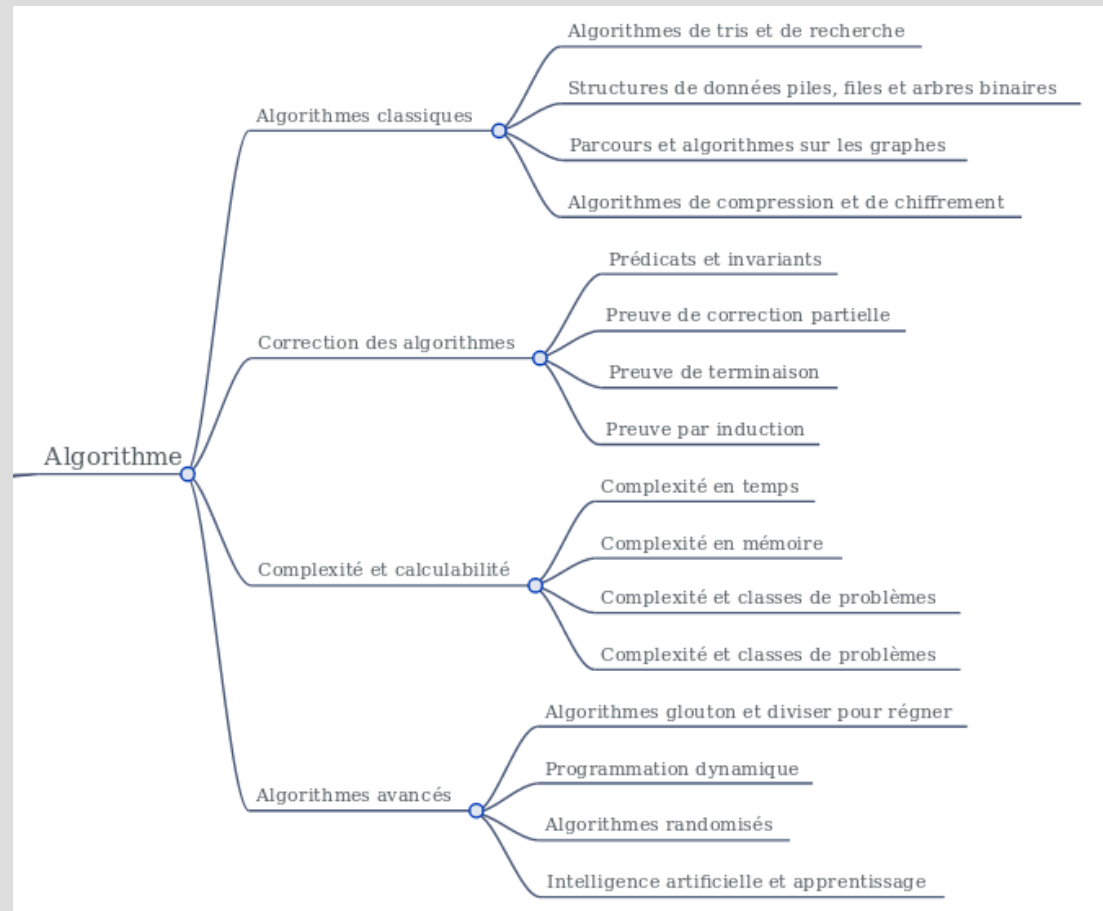 Algorithme
Algorithmes classiques
Algorithmes de tris et de recherche
Structures de données piles, files et arbres binaires
Parcours et algorithmes sur les graphes
Algorithmes de compression et de chiffrement
Correction des algorithmes
Prédicats et invariants
Preuve de correction partielle
Preuve de terminaison
Preuve par induction
Complexité et calculabilité
Complexité en temps
Complexité en mémoire
Complexité et classes de problèmes
Complexité et classes de problèmes
Algorithmes avancés
Algorithmes glouton et diviser pour régner
Programmation dynamique
Algorithmes randomisés
Intelligence artificielle et apprentissage